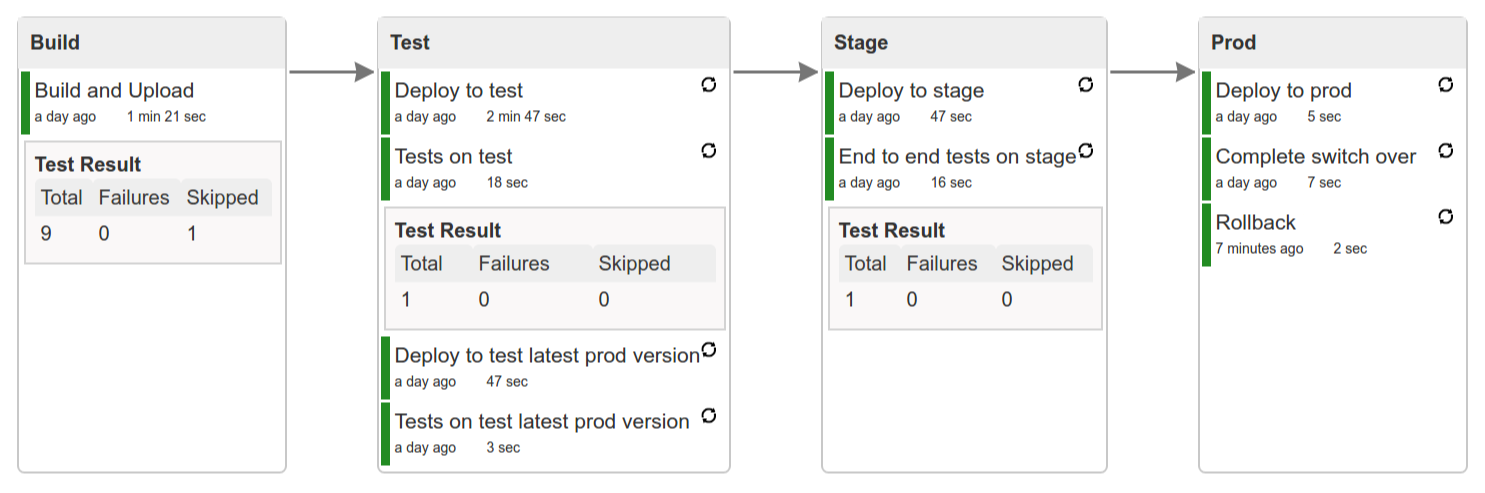 Build
Build and Upload
a day ago 1 min 21 sec
Test Result
Total Failures Skipped
9 0 1
Test
Deploy to test
a day ago 2 min 47 sec
Tests on test
a day ago 18 sec
Test Result
Total Failures Skipped
1 0 0
Deploy to test latest prod version
a day ago 47 sec
Tests on test latest prod version
a day ago 3 sec
Stage
Deploy to stage
a day ago 47 sec
End to end tests on stage
a day ago 16 sec
Test Result
Total Failures Skipped
1 0 0
Prod
Deploy to prod
a day ago 5 sec
Complete switch over
a day ago 7 sec
Rollback
7 minutes ago 2 sec